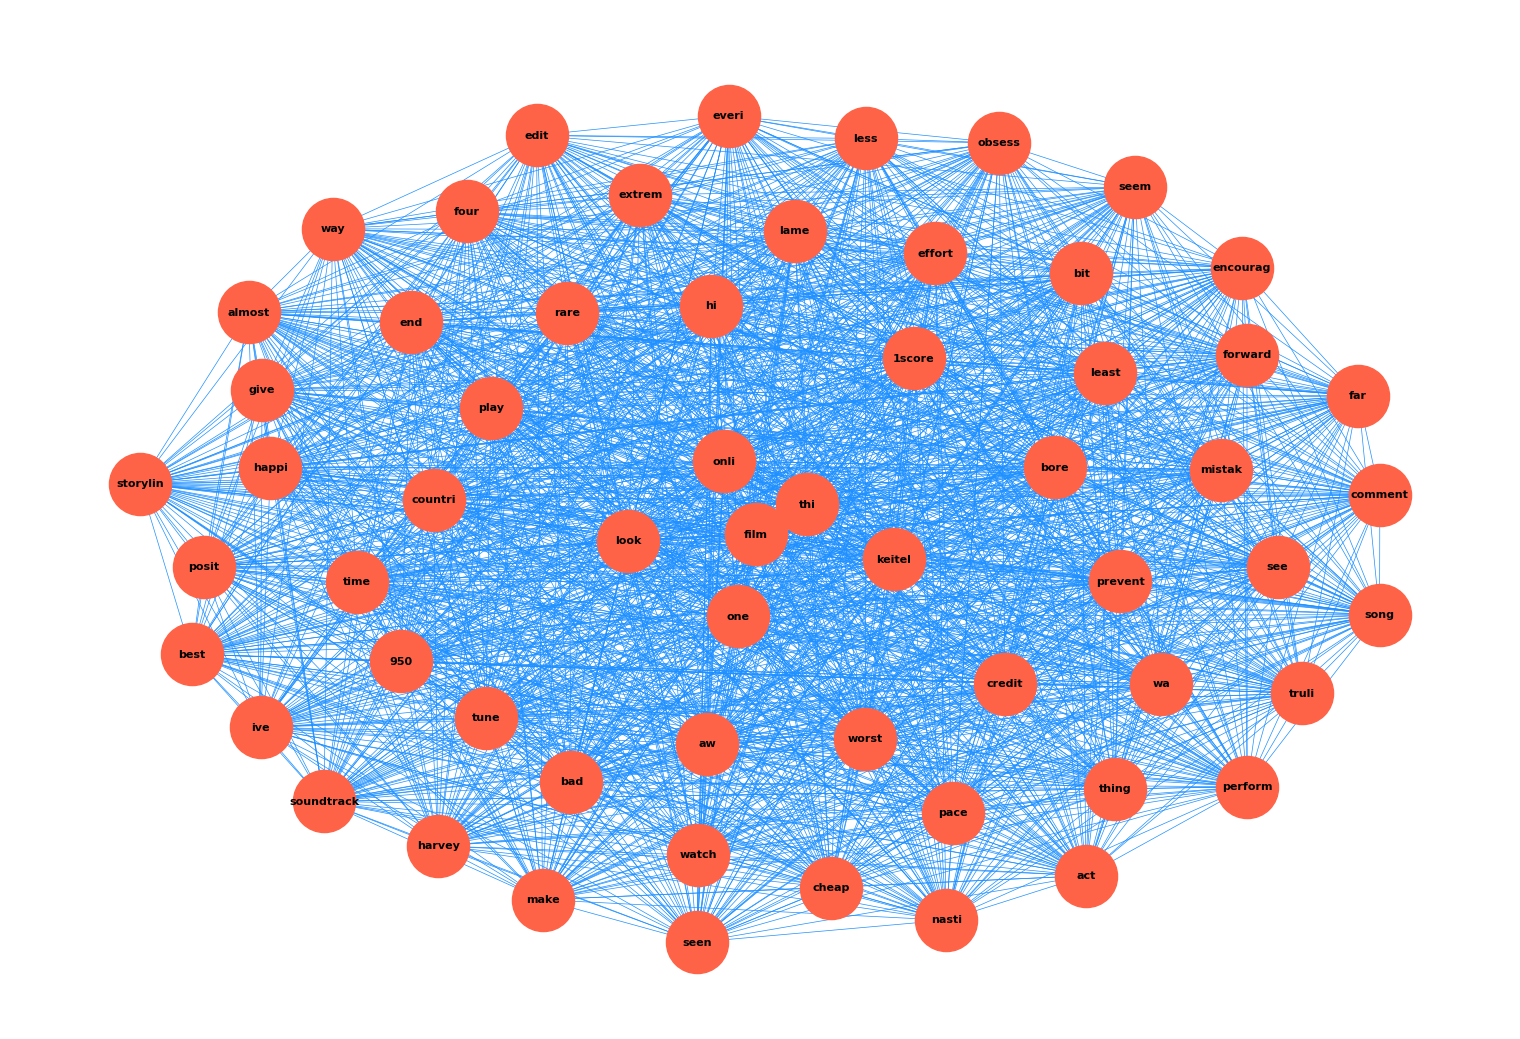 everi
edit
less
obsess
seem
extrem
four
way
lame
effort
encourag
bit
hi
almost
rare
end
forward
1score
least
give
far
play
onli
bore
happi
mistak
storylin
comment
countri
thi
film
look
keitel
posit
see
time
prevent
song
one
best
950
credit
wa
truli
tune
ive
worst
aw
bad
perform
thing
soundtrack
pace
harvey
watch
act
cheap
make
nasti
seen